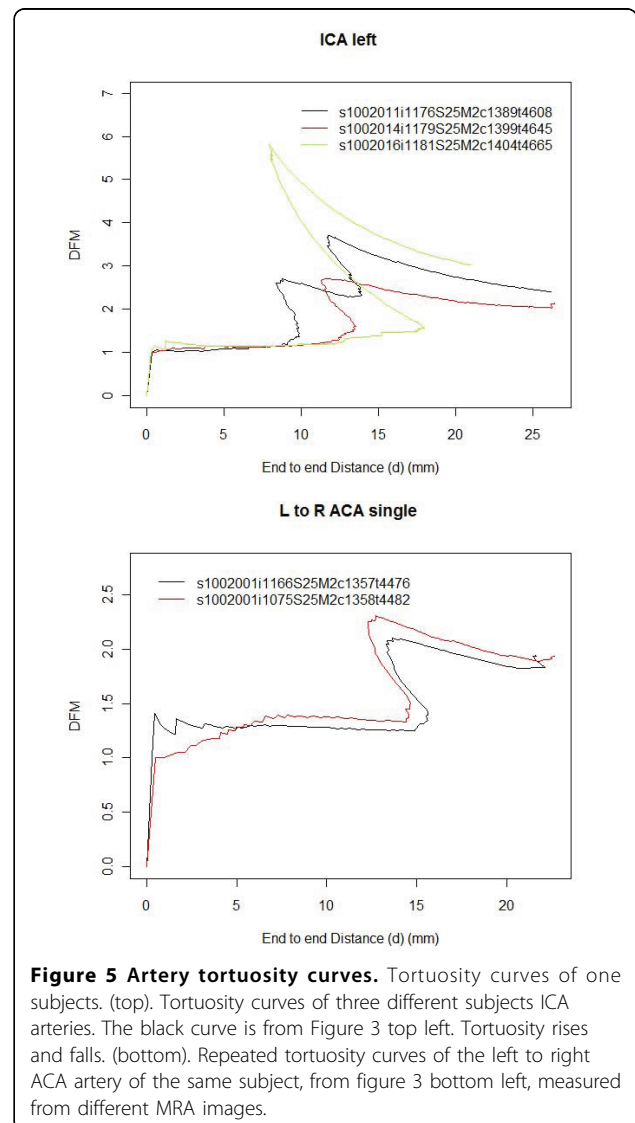 ICA left
7
6
5
4
3
2
1
0
DFM
s1002011i1176S25M2c1389t4608
s1002014i1179S25M2c1399t4645
s1002016i1181S25M2c1404t4665
0 5 10 15 20 25
End to end Distance (d) (mm)
L to R ACA single
2.5
2.0
1.5
1.0
0.5
0.0
DFM
s1002001i1166S25M2c1357t4476
s1002001i1075S25M2c1358t4482
0 5 10 15 20
End to end Distance (d) (mm)
Figure 5 Artery tortuosity curves. Tortuosity curves of one
subjects. (top). Tortuosity curves of three different subjects ICA
arteries. The black curve is from Figure 3 top left. Tortuosity rises
and falls. (bottom). Repeated tortuosity curves of the left to right
ACA artery of the same subject, from figure 3 bottom left, measured
from different MRA images.